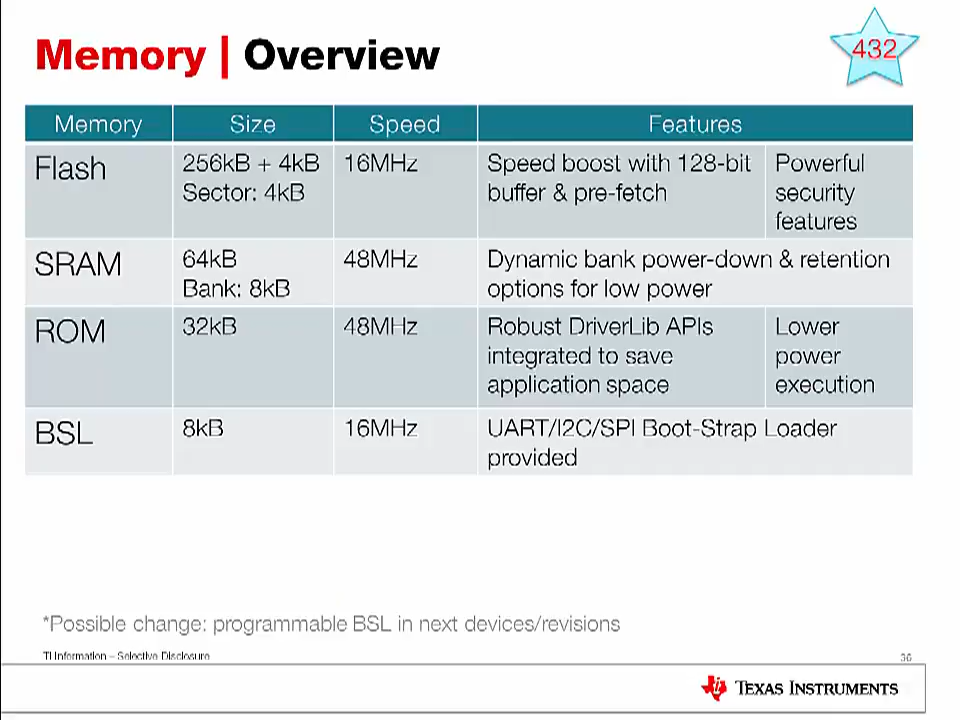 Memory | Overview
432
Memory Size Speed Features
Flash 256kB + 4kB 16MHz Speed boost with 128-bit Powerful
Sector: 4kB buffer & pre-fetch security
features
SRAM 64kB 48MHz Dynamic bank power-down & retention
Bank: 8kB options for low power
ROM 32kB 48MHz Robust DriverLib APIs Lower
integrated to save power
application space execution
BSL 8kB 16MHz UART/I2C/SPI Boot-Strap Loader
provided
*Possible change: programmable BSL in next devices/revisions
TI Information – Selective Disclosure
36
TEXAS INSTRUMENTS